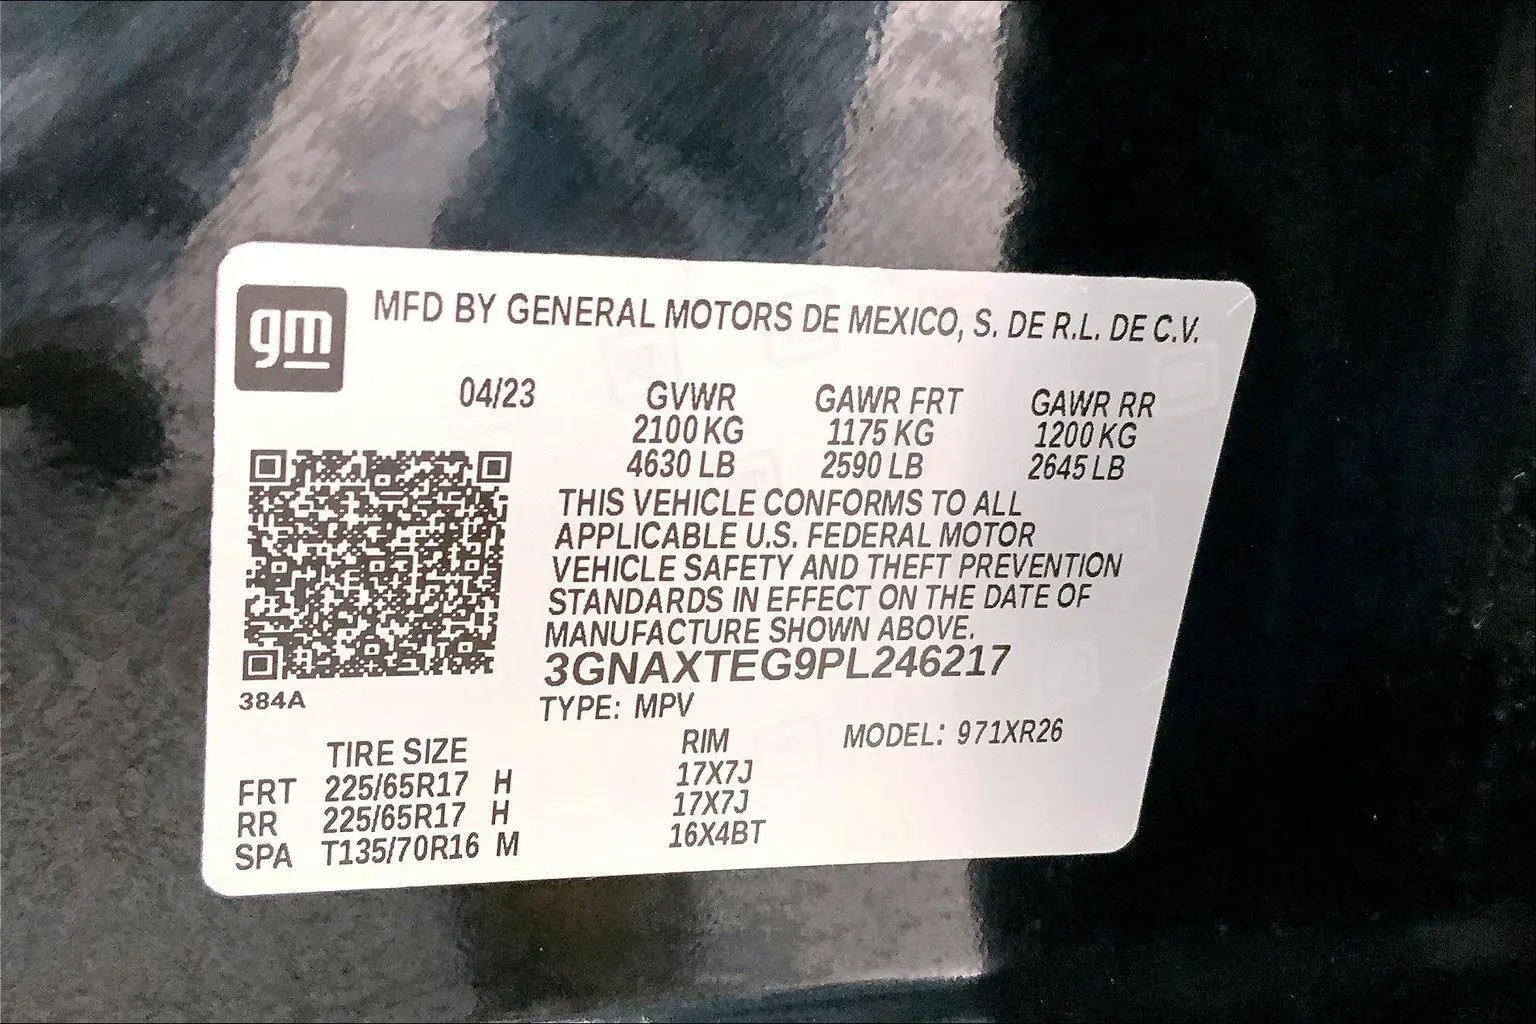 gm
MFD BY GENERAL MOTORS DE MEXICO, S. DE R.L. DE C.V.
04/23 GVWR GAWR FRT GAWR RR
2100 KG 1175 KG 1200 KG
4630 LB 2590 LB 2645 LB
THIS VEHICLE CONFORMS TO ALL
APPLICABLE U.S. FEDERAL MOTOR
VEHICLE SAFETY AND THEFT PREVENTION
STANDARDS IN EFFECT ON THE DATE OF
MANUFACTURE SHOWN ABOVE.
3GNAXTEG9PL246217
384A
TYPE: MPV
MODEL: 971XR26
TIRE SIZE RIM
FRT 225/65R17 H 17X7J
RR 225/65R17 H 17X7J
SPA T135/70R16 M 16X4BT